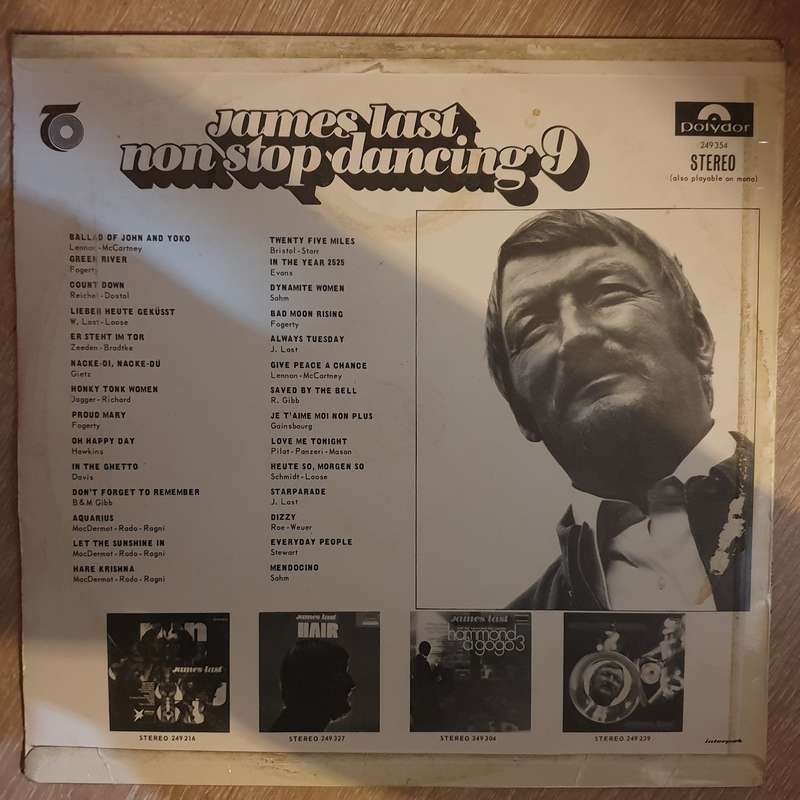 james last
non stop dancing 9
polydor
249 354
STEREO
(also playable on mono)
BALLAD OF JOHN AND YOKO
Lennon-McCartney
GREEN RIVER
Fogerty
COUNT DOWN
Reichel-Dostal
LIEBEN HEUTE GEKÜSST
W. Last-Loose
ER STEHT IM TOR
Zeeden-Bradtke
NACKE-DI, NACKE-DÜ
Gietz
HONKY TONK WOMEN
Jagger-Richard
PROUD MARY
Fogerty
OH HAPPY DAY
Hawkins
IN THE GHETTO
Davis
DON'T FORGET TO REMEMBER
B & M Gibb
AQUARIUS
MacDermot-Rado-Ragni
LET THE SUNSHINE IN
MacDermot-Rado-Ragni
HARE KRISHNA
MacDermot-Rado-Ragni
TWENTY FIVE MILES
Bristol-Starr
IN THE YEAR 2525
Evans
DYNAMITE WOMEN
Sahm
BAD MOON RISING
Fogerty
ALWAYS TUESDAY
J. Last
GIVE PEACE A CHANCE
Lennon-McCartney
SAVED BY THE BELL
R. Gibb
JE T'AIME MOI NON PLUS
Gainsbourg
LOVE ME TONIGHT
Pilat-Panzeri-Mason
HEUTE SO, MORGEN SO
Schmidt-Loose
STARPARADE
J. Last
DIZZY
Roe-Weuer
EVERYDAY PEOPLE
Stewart
MENDOCINO
Sahm
james last
james last
HAIR
james last
hammond
à gogo 3
STEREO 249 216
STEREO 249 327
STEREO 249 304
STEREO 249 239
interpak